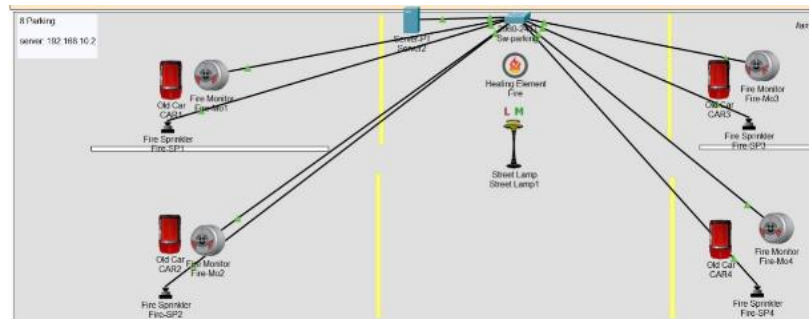 8 Parking
server: 192.168.10.2
Server-PT
Server2
2960-24TT
Sw-parking
Old Car
CAR1
Fire Monitor
Fire-Mo1
Fire Sprinkler
Fire-SP1
Heating Element
Fire
L M
Street Lamp
Street Lamp1
Old Car
CAR3
Fire Monitor
Fire-Mo3
Fire Sprinkler
Fire-SP3
Old Car
CAR2
Fire Monitor
Fire-Mo2
Fire Sprinkler
Fire-SP2
Old Car
CAR4
Fire Monitor
Fire-Mo4
Fire Sprinkler
Fire-SP4